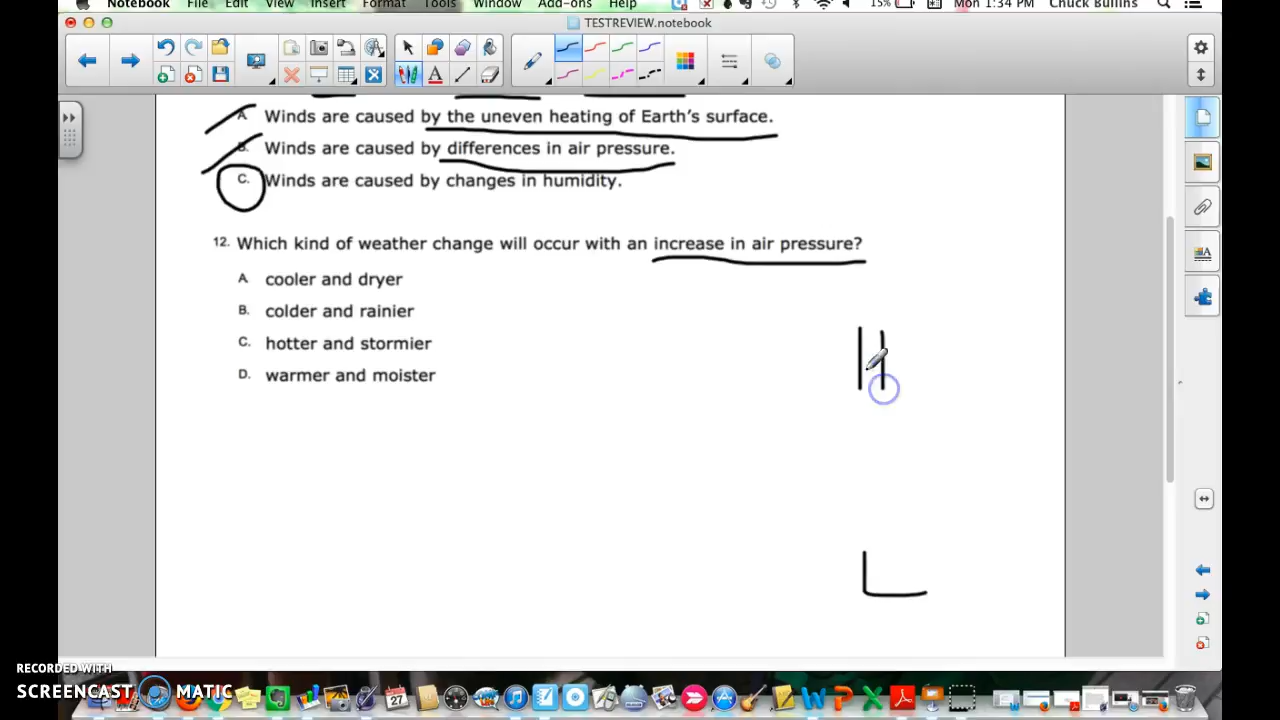 Notebook File Edit View Insert Format Tools Window Add-ons Help 15% Mon 1:34 PM Chuck Bullins
TESTREVIEW.notebook
A. Winds are caused by the uneven heating of Earth's surface.
B. Winds are caused by differences in air pressure.
C. Winds are caused by changes in humidity.
12. Which kind of weather change will occur with an increase in air pressure?
A. cooler and dryer
B. colder and rainier
C. hotter and stormier
D. warmer and moister
L
RECORDED WITH
SCREENCAST MATIC